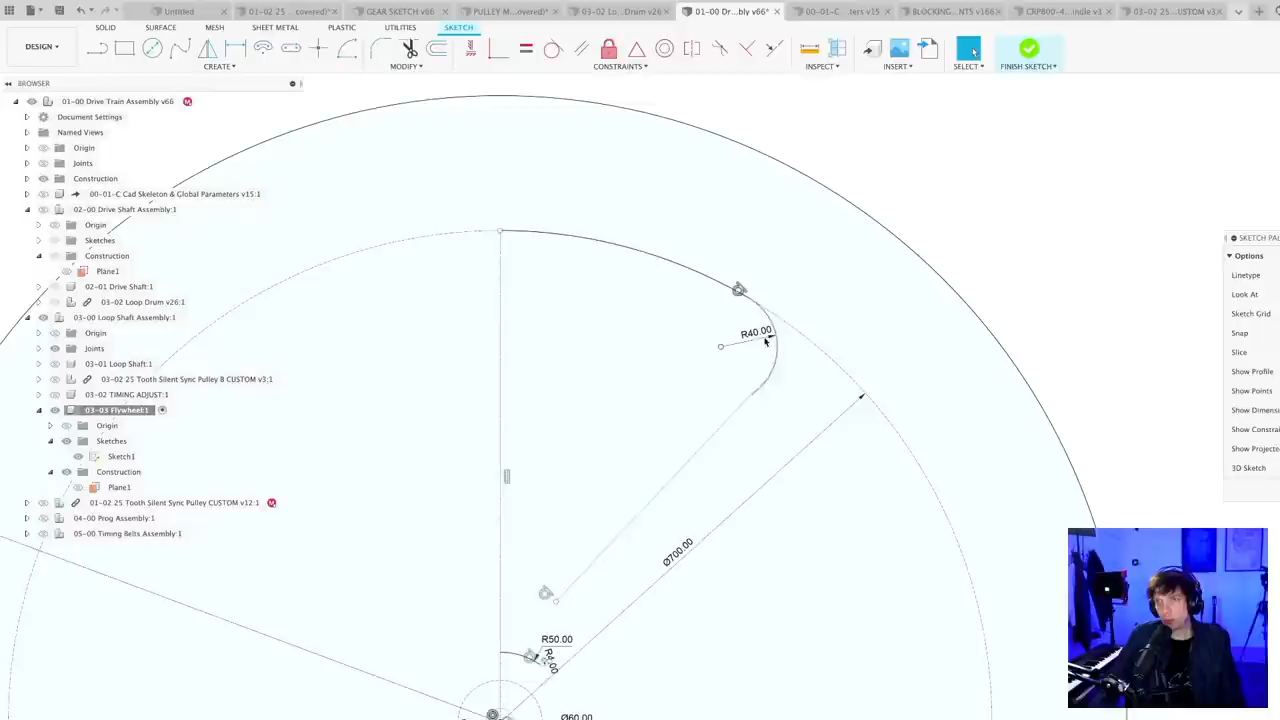 Untitled
01-02 25 ...covered)*
GEAR SKETCH v66
PULLEY M...overed)*
03-02 Lo...Drum v26
01-00 Dr...bly v66*
00-01-C ...ters v15
BLOCKING...NTS v166
CRP800-4...indle v3
03-02 25...USTOM v3
SOLID
SURFACE
MESH
SHEET METAL
PLASTIC
UTILITIES
SKETCH
DESIGN
CREATE
MODIFY
CONSTRAINTS
INSPECT
INSERT
SELECT
FINISH SKETCH
BROWSER
01-00 Drive Train Assembly v66
Document Settings
Named Views
Origin
Joints
Construction
00-01-C Cad Skeleton & Global Parameters v15:1
02-00 Drive Shaft Assembly:1
Origin
Sketches
Construction
Plane1
02-01 Drive Shaft:1
03-02 Loop Drum v26:1
03-00 Loop Shaft Assembly:1
Origin
Joints
03-01 Loop Shaft:1
03-02 25 Tooth Silent Sync Pulley B CUSTOM v3:1
03-02 TIMING ADJUST:1
03-03 Flywheel:1
Origin
Sketches
Sketch1
Construction
Plane1
01-02 25 Tooth Silent Sync Pulley CUSTOM v12:1
04-00 Prog Assembly:1
05-00 Timing Belts Assembly:1
R40.00
Ø700.00
R50.00
R4.00
Ø60.00
SKETCH PAL
Options
Linetype
Look At
Sketch Grid
Snap
Slice
Show Profile
Show Points
Show Dimens
Show Constra
Show Projecte
3D Sketch